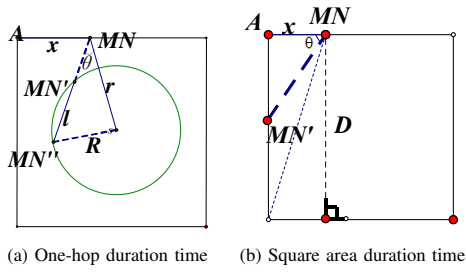 A x MN
θ
MN' r
l
R
MN''
(a) One-hop duration time
A x MN
θ
MN' D
(b) Square area duration time